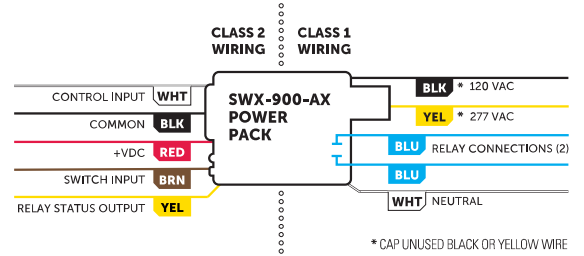 CLASS 2 WIRING
CLASS 1 WIRING
SWX-900-AX
POWER
PACK
CONTROL INPUT WHT
COMMON BLK
+VDC RED
SWITCH INPUT BRN
RELAY STATUS OUTPUT YEL
BLK * 120 VAC
YEL * 277 VAC
BLU RELAY CONNECTIONS (2)
BLU
WHT NEUTRAL
* CAP UNUSED BLACK OR YELLOW WIRE